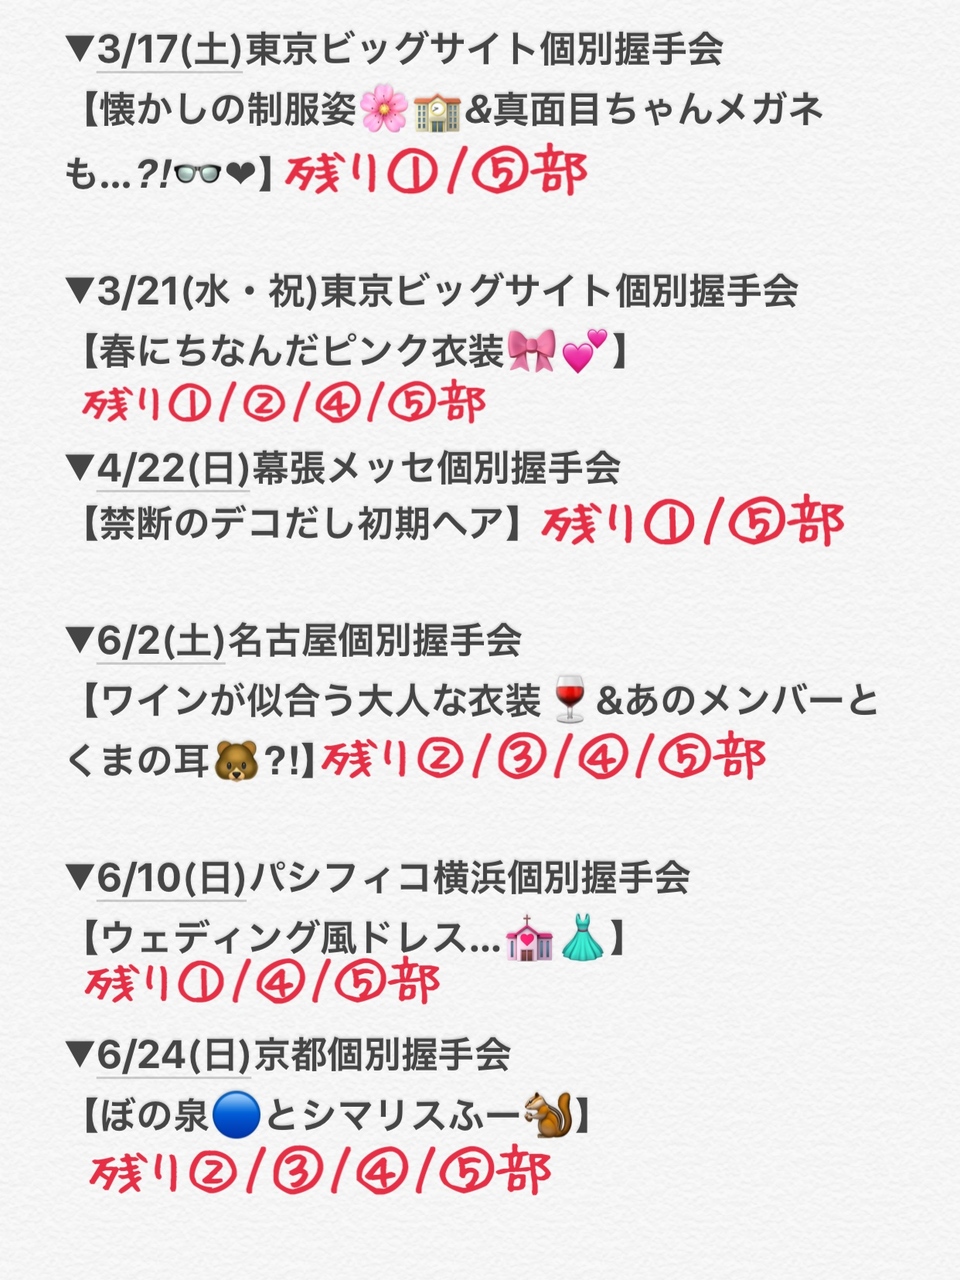 ▼3/17(土)東京ビッグサイト個別握手会
【懐かしの制服姿🌸🏫&真面目ちゃんメガネ
も...?!👓❤】残り①/⑤部
▼3/21(水・祝)東京ビッグサイト個別握手会
【春にちなんだピンク衣装🎀💕】
残り①/②/④/⑤部
▼4/22(日)幕張メッセ個別握手会
【禁断のデコだし初期ヘア】残り①/⑤部
▼6/2(土)名古屋個別握手会
【ワインが似合う大人な衣装🍷&あのメンバーと
くまの耳🐻?!】残り②/③/④/⑤部
▼6/10(日)パシフィコ横浜個別握手会
【ウェディング風ドレス...💒👗】
残り①/④/⑤部
▼6/24(日)京都個別握手会
【ぼの泉🔵とシマリスふー🐿】
残り②/③/④/⑤部